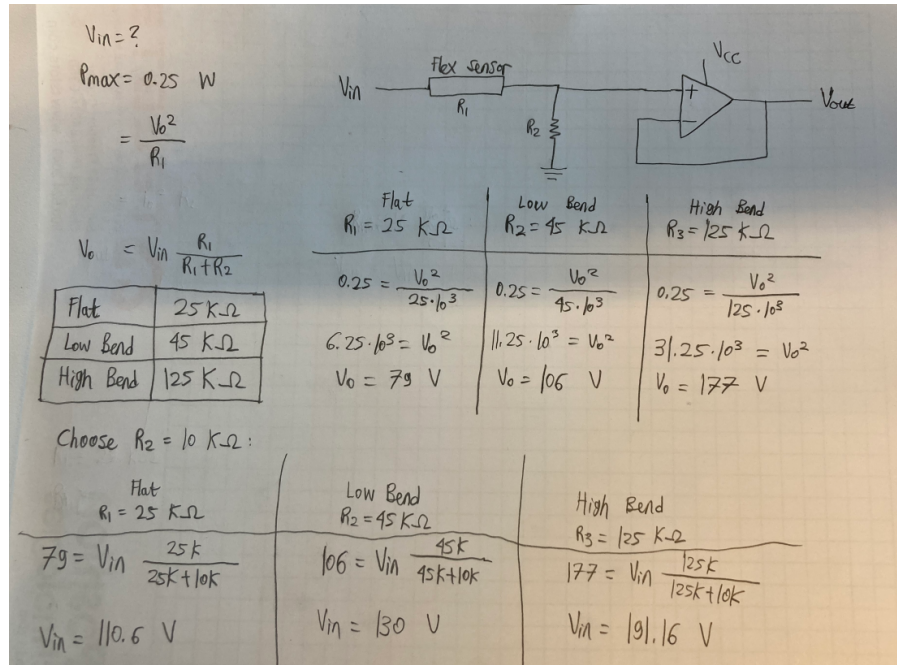 Vin = ?
Pmax = 0.25 W
= Vo² / R1
Vin
flex sensor
R1
R2
+
−
Vcc
Vout
Vo = Vin R1 / (R1 + R2)
Flat 25 KΩ
Low Bend 45 KΩ
High Bend 125 KΩ
Flat
R1 = 25 KΩ
0.25 = Vo² / 25·10³
6.25·10³ = Vo²
Vo = 79 V
Low Bend
R2 = 45 KΩ
0.25 = Vo² / 45·10³
11.25·10³ = Vo²
Vo = 106 V
High Bend
R3 = 125 KΩ
0.25 = Vo² / 125·10³
31.25·10³ = Vo²
Vo = 177 V
Choose R2 = 10 KΩ:
Flat
R1 = 25 KΩ
79 = Vin 25K / (25K+10K)
Vin = 110.6 V
Low Bend
R2 = 45 KΩ
106 = Vin 45K / (45K+10K)
Vin = 130 V
High Bend
R3 = 125 KΩ
177 = Vin 125K / (125K+10K)
Vin = 191.16 V